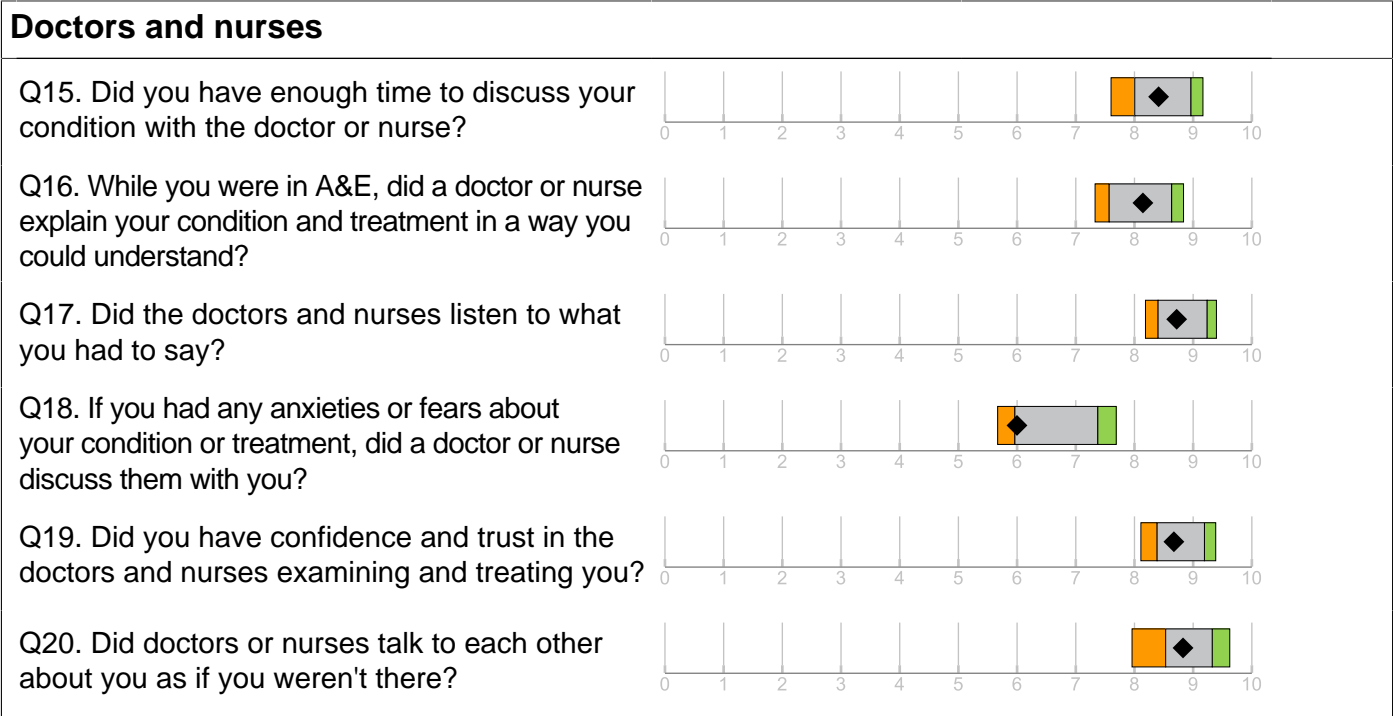 Doctors and nurses
Q15. Did you have enough time to discuss your
condition with the doctor or nurse?
0 1 2 3 4 5 6 7 8 9 10
Q16. While you were in A&E, did a doctor or nurse
explain your condition and treatment in a way you
could understand?
0 1 2 3 4 5 6 7 8 9 10
Q17. Did the doctors and nurses listen to what
you had to say?
0 1 2 3 4 5 6 7 8 9 10
Q18. If you had any anxieties or fears about
your condition or treatment, did a doctor or nurse
discuss them with you?
0 1 2 3 4 5 6 7 8 9 10
Q19. Did you have confidence and trust in the
doctors and nurses examining and treating you?
0 1 2 3 4 5 6 7 8 9 10
Q20. Did doctors or nurses talk to each other
about you as if you weren't there?
0 1 2 3 4 5 6 7 8 9 10